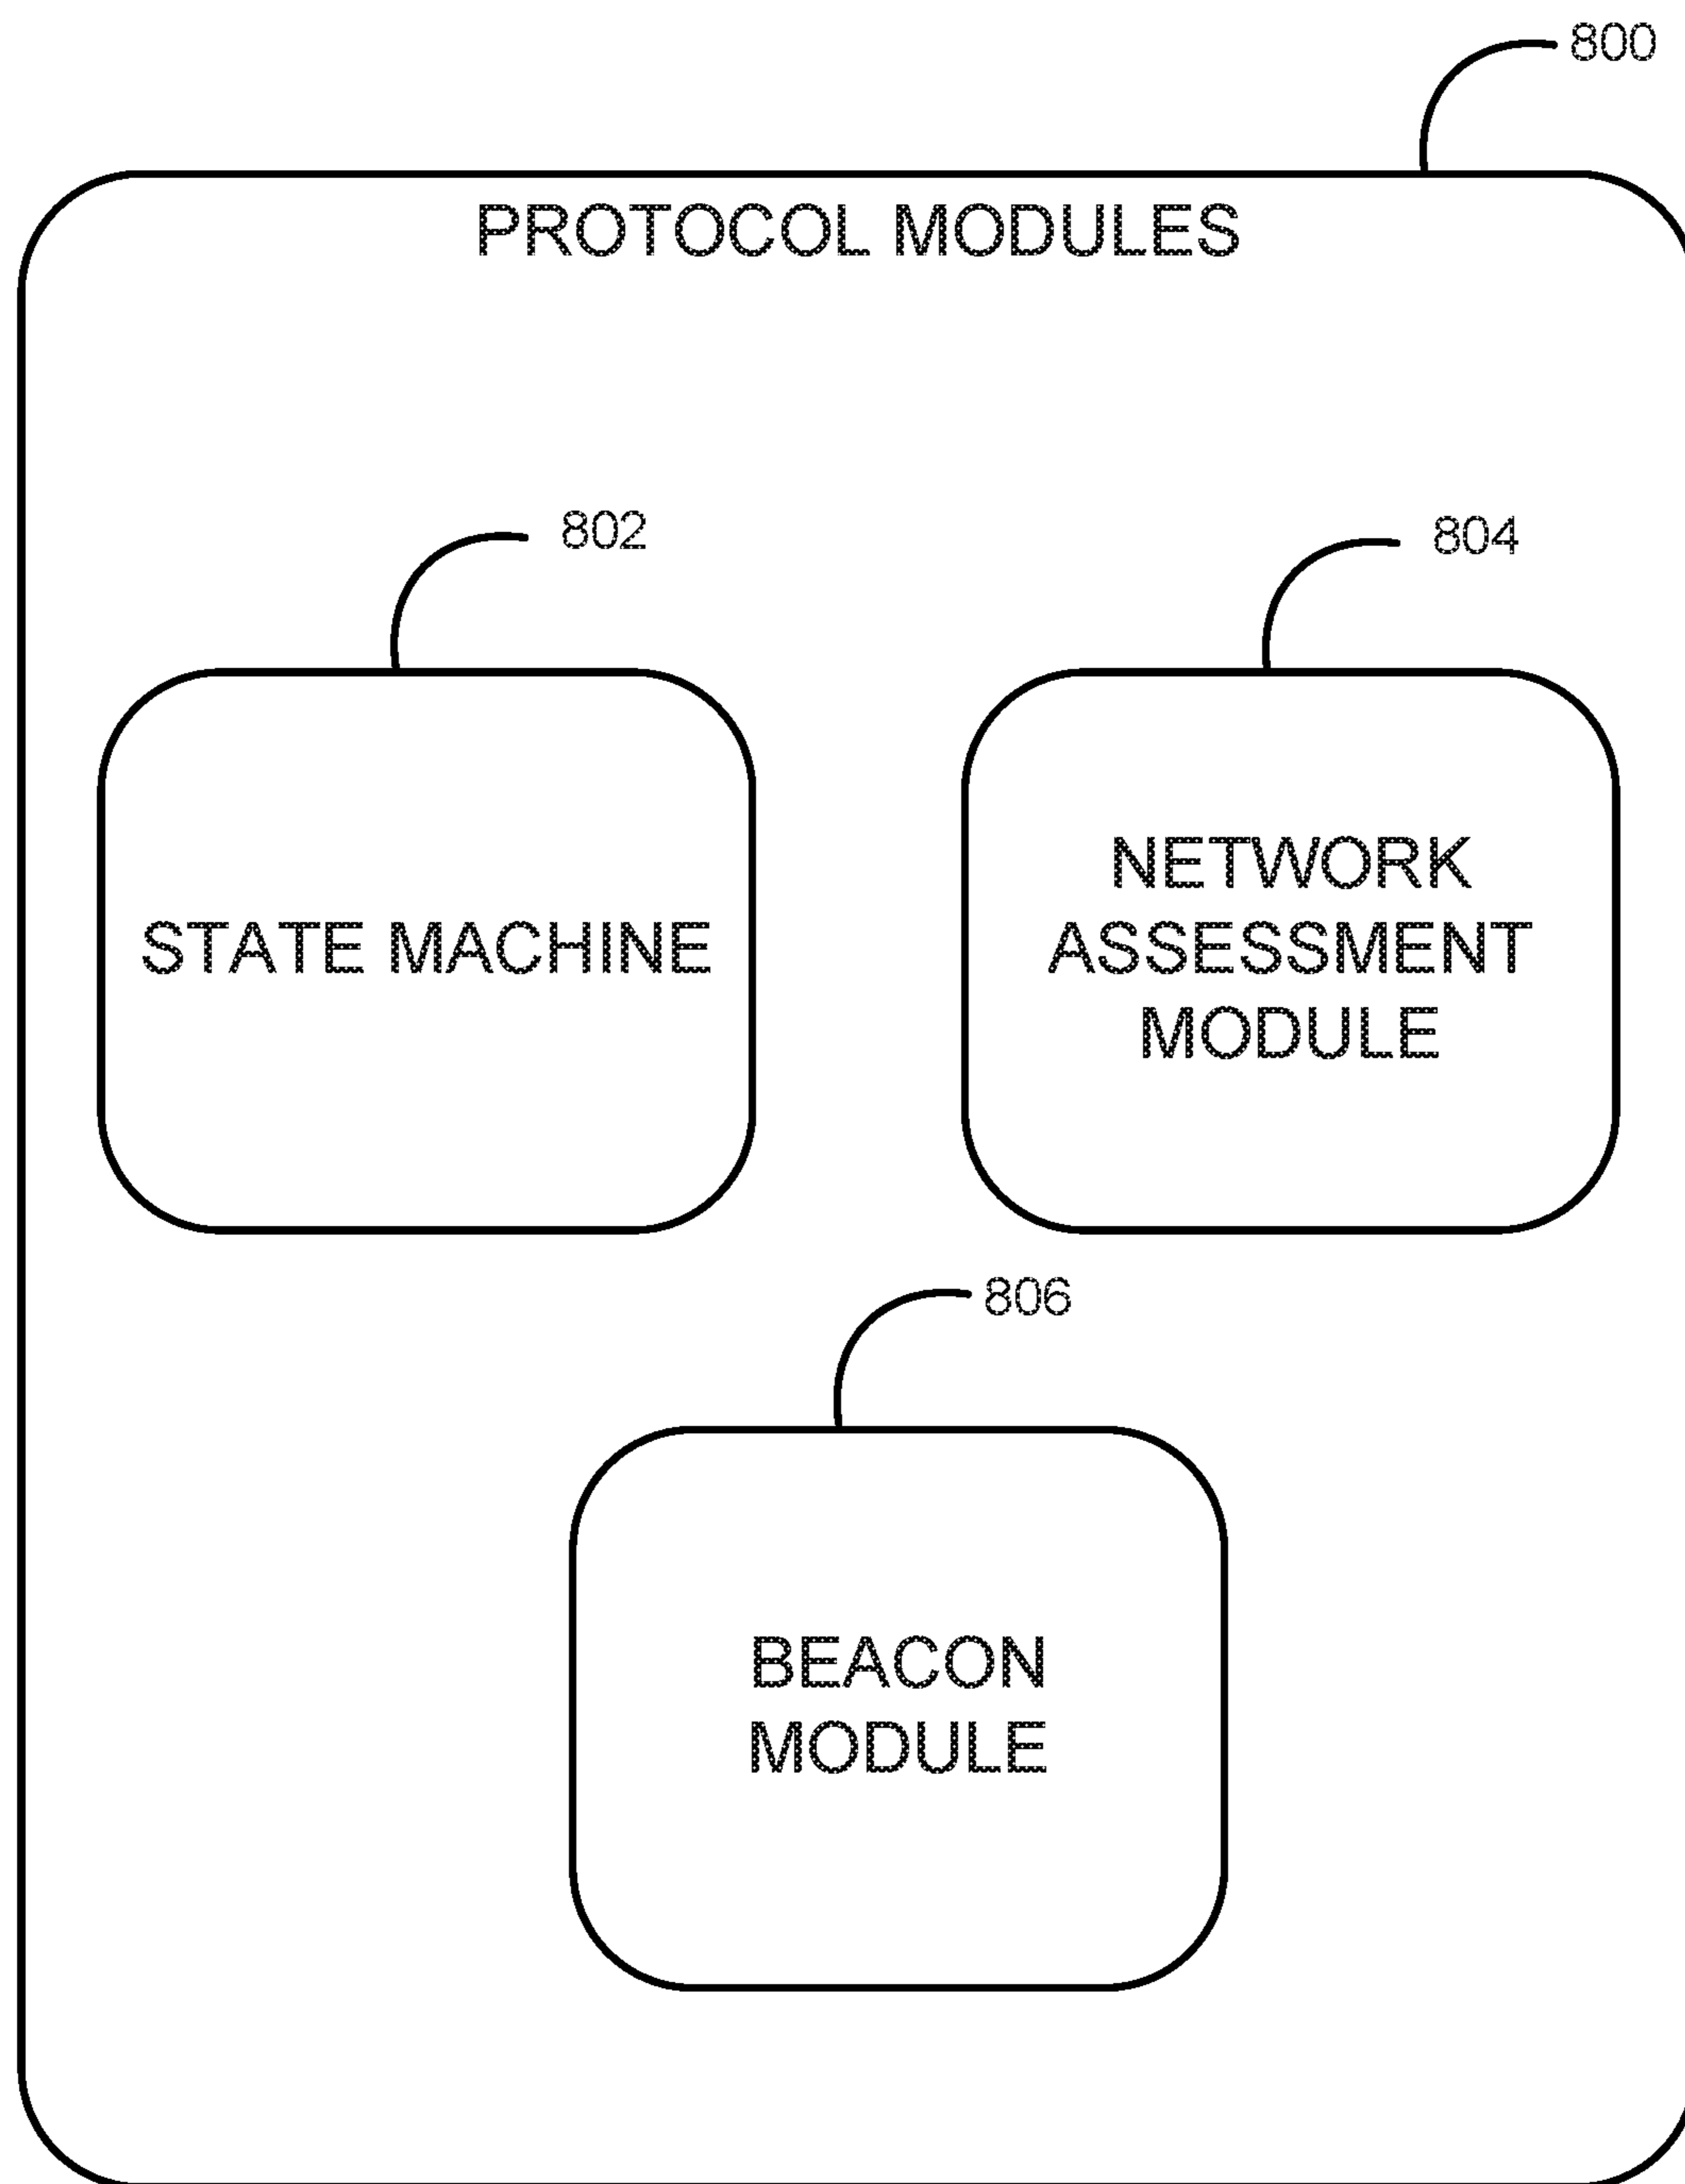 800
PROTOCOL MODULES
802
804
STATE MACHINE
NETWORK
ASSESSMENT
MODULE
806
BEACON
MODULE